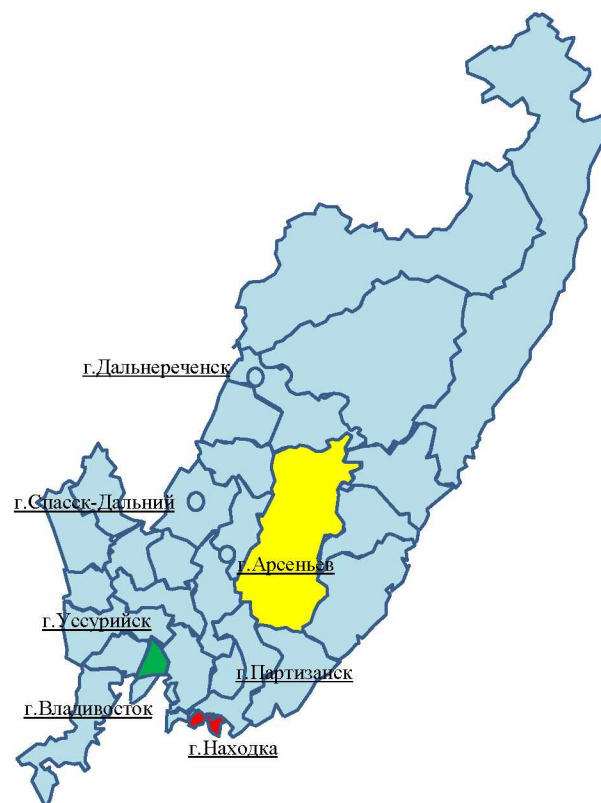 г.Дальнереченск
г.Спасск-Дальний
г.Арсеньев
г.Уссурийск
г.Партизанск
г.Владивосток
г.Находка